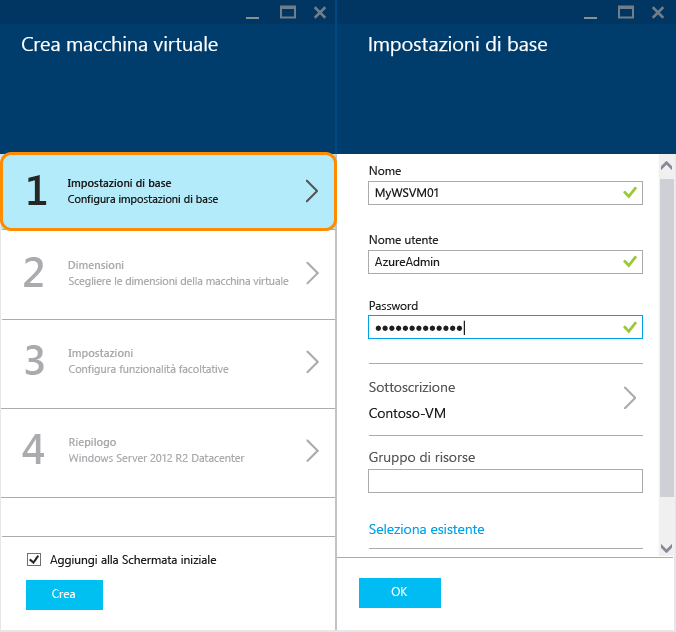 Crea macchina virtuale
1
Impostazioni di base
Configura impostazioni di base
2
Dimensioni
Scegliere le dimensioni della macchina virtuale
3
Impostazioni
Configura funzionalità facoltative
4
Riepilogo
Windows Server 2012 R2 Datacenter
Aggiungi alla Schermata iniziale
Crea
Impostazioni di base
Nome
MyWSVM01
Nome utente
AzureAdmin
Password
•••••••••••••
Sottoscrizione
Contoso-VM
Gruppo di risorse
Seleziona esistente
OK